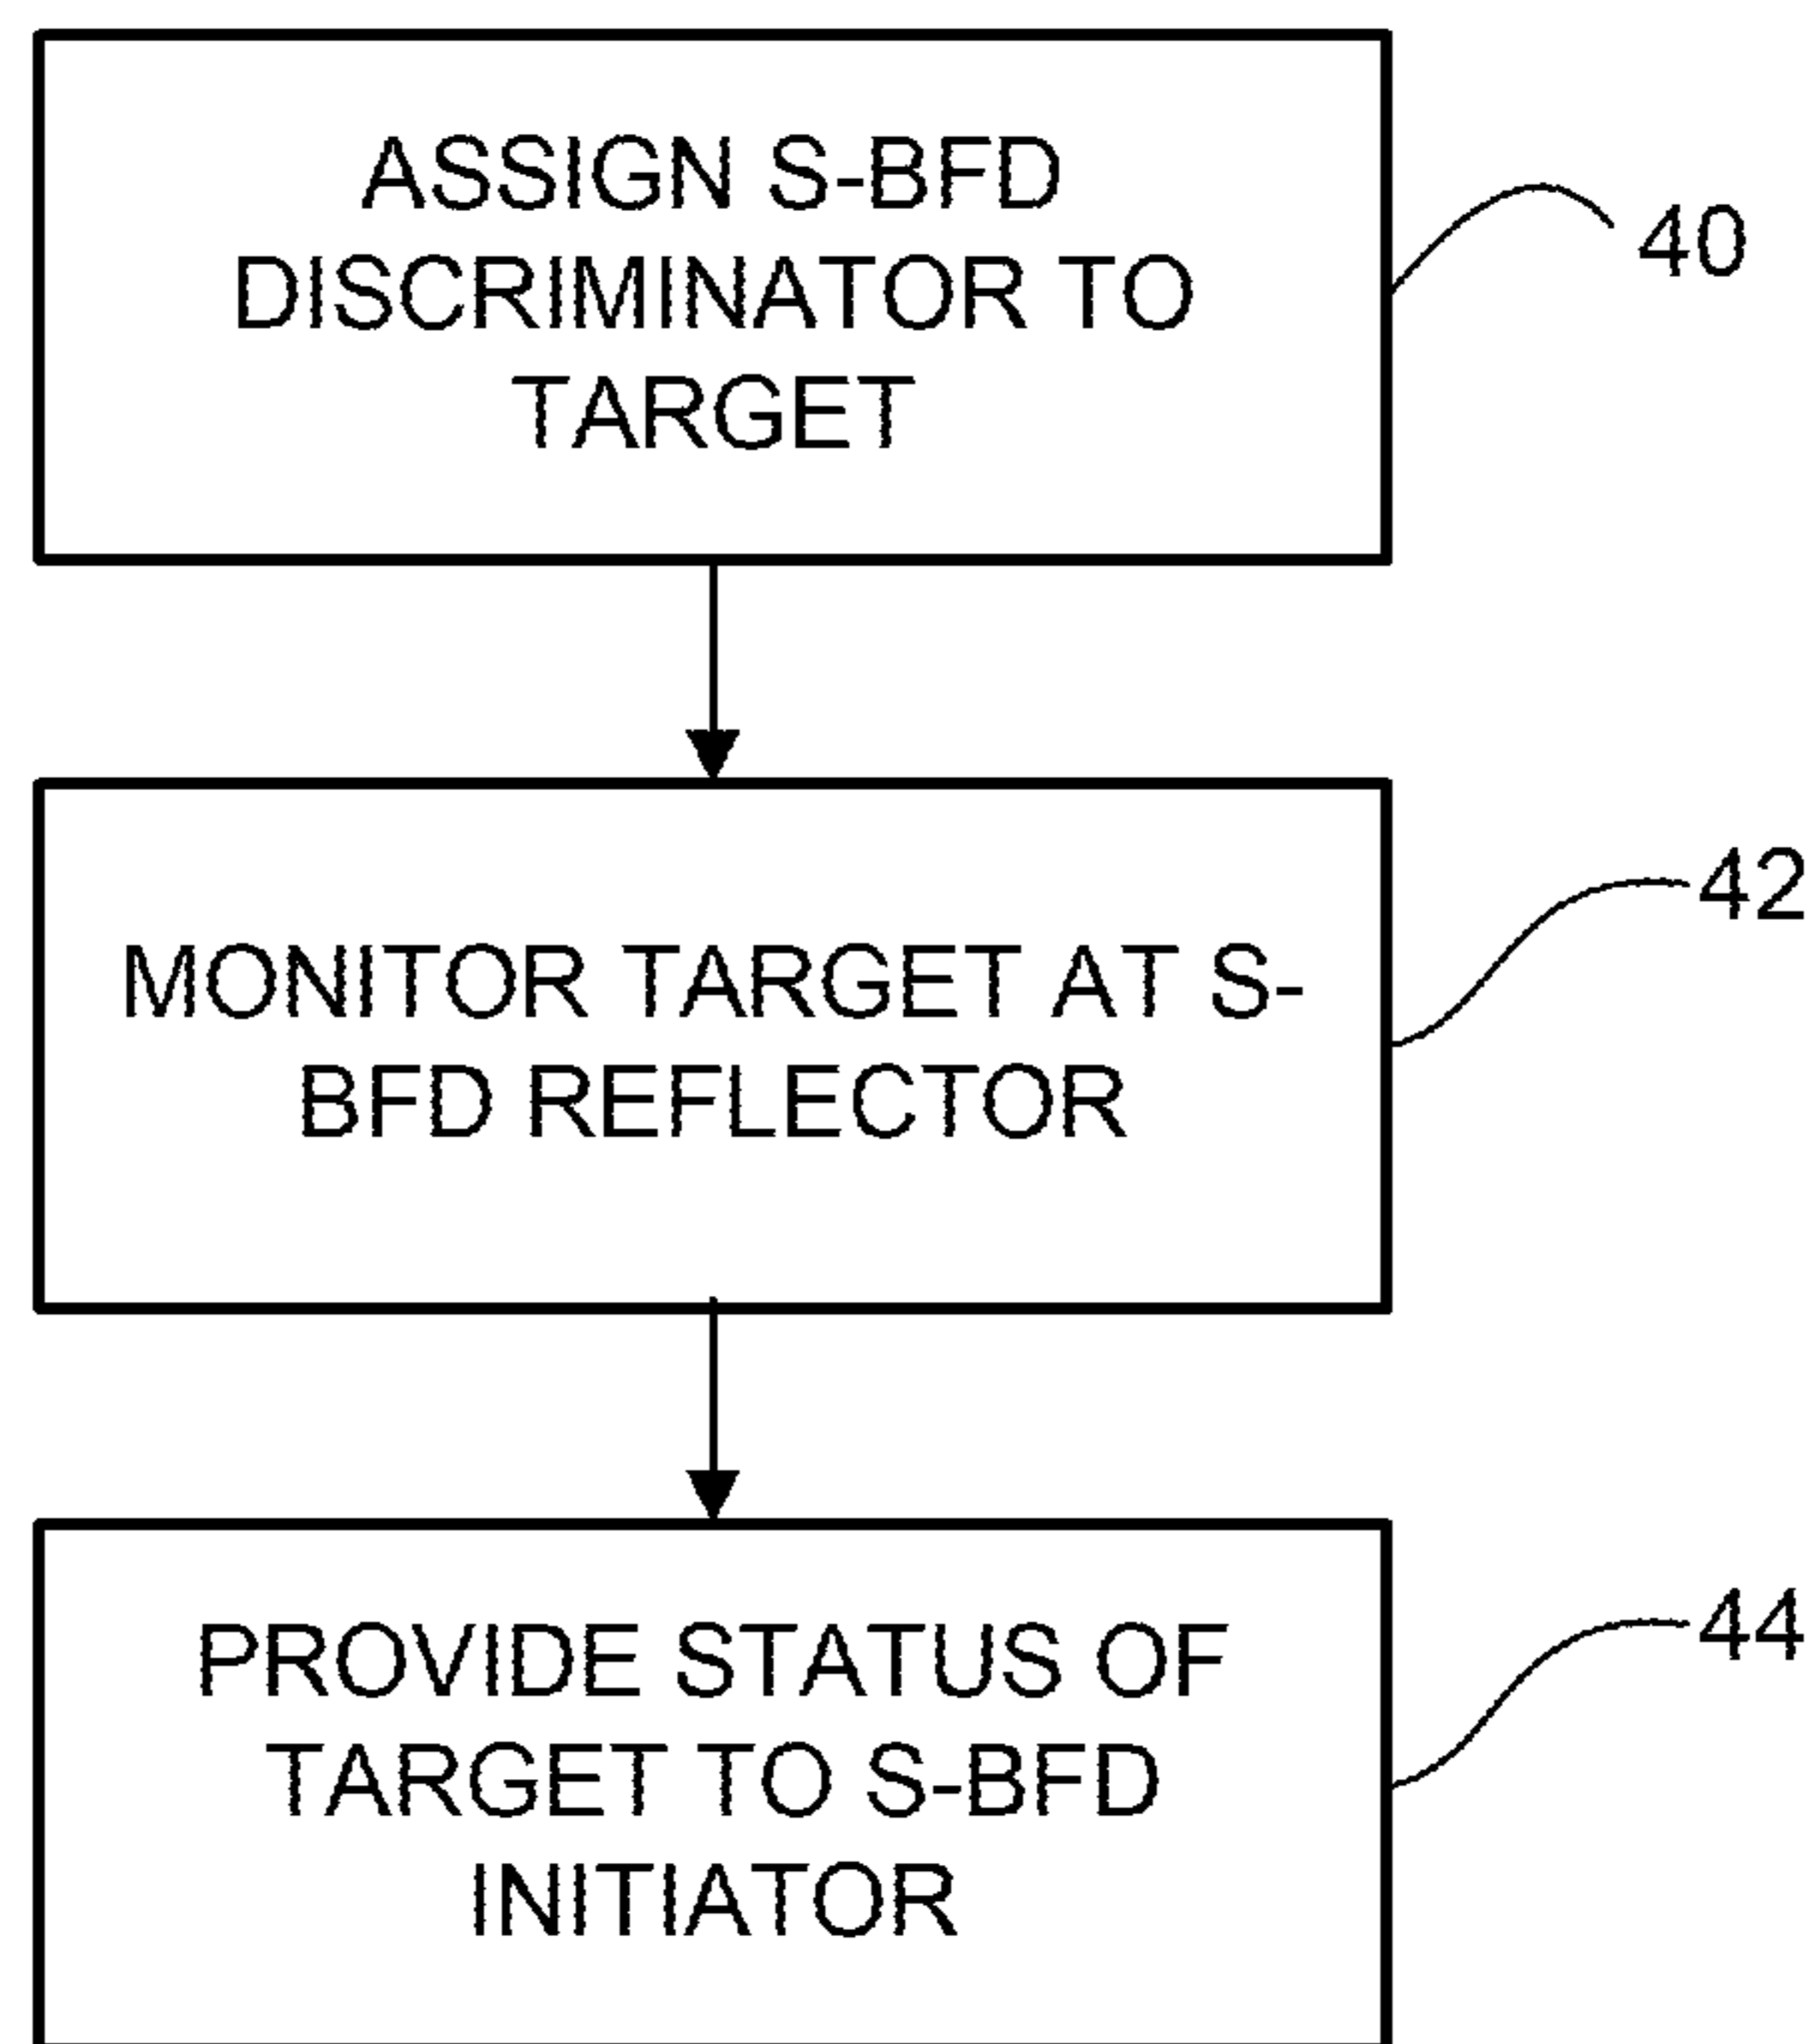 ASSIGN S-BFD
DISCRIMINATOR TO
TARGET
40
MONITOR TARGET AT S-
BFD REFLECTOR
42
PROVIDE STATUS OF
TARGET TO S-BFD
INITIATOR
44